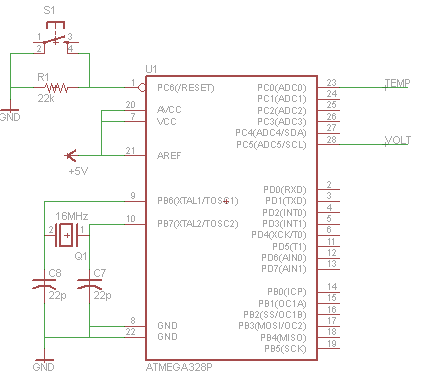 S1
1 3
2 4
R1
22k
GND
U1
1 PC6(/RESET)
20 AVCC
7 VCC
21 AREF
+5V
9 PB6(XTAL1/TOSC1)
10 PB7(XTAL2/TOSC2)
16MHz
2 1
Q1
C8
22p
C7
22p
8 GND
22 GND
GND
PC0(ADC0) 23 TEMP
PC1(ADC1) 24
PC2(ADC2) 25
PC3(ADC3) 26
PC4(ADC4/SDA) 27
PC5(ADC5/SCL) 28 VOLT
PD0(RXD) 2
PD1(TXD) 3
PD2(INT0) 4
PD3(INT1) 5
PD4(XCK/T0) 6
PD5(T1) 11
PD6(AIN0) 12
PD7(AIN1) 13
PB0(ICP) 14
PB1(OC1A) 15
PB2(SS/OC1B) 16
PB3(MOSI/OC2) 17
PB4(MISO) 18
PB5(SCK) 19
ATMEGA328P